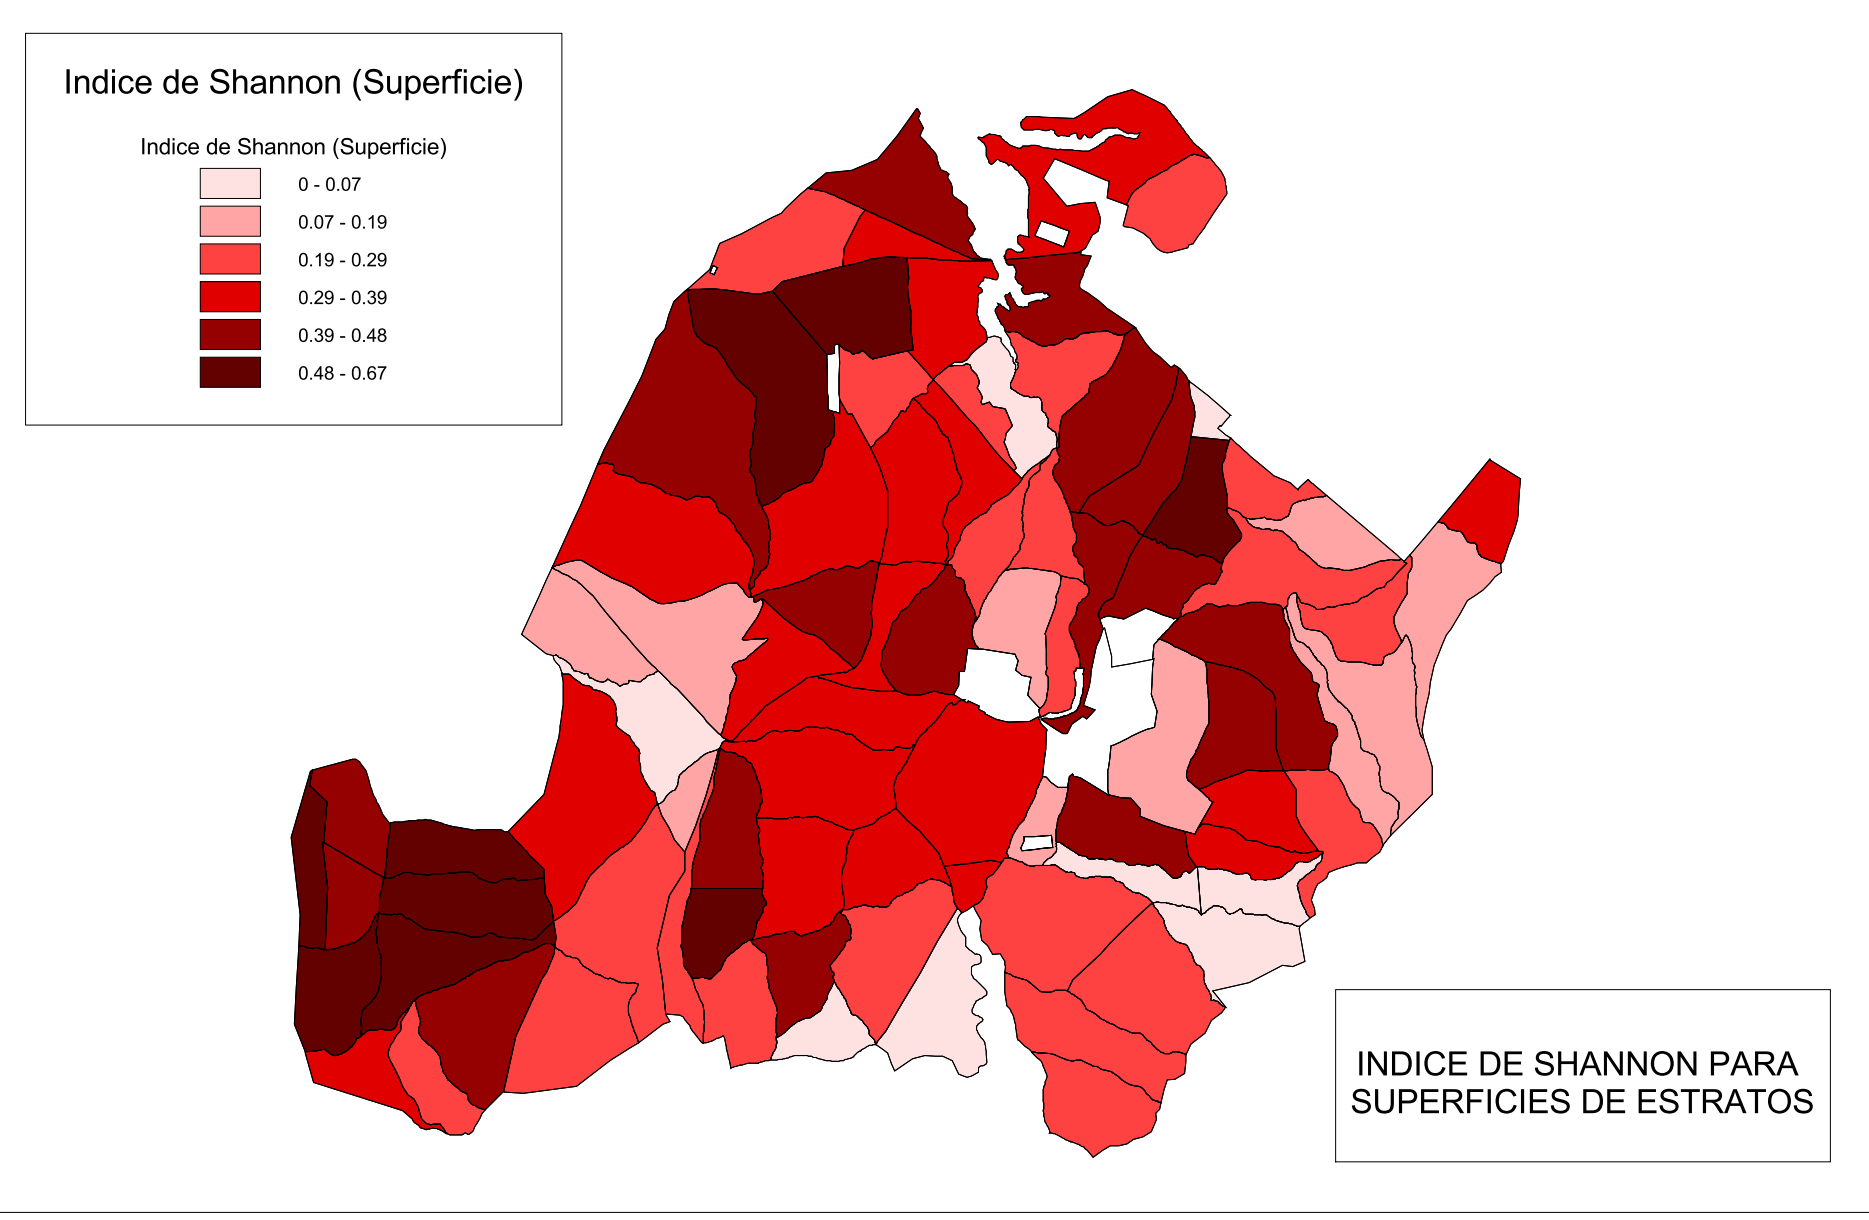 Indice de Shannon (Superficie)
Indice de Shannon (Superficie)
0 - 0.07
0.07 - 0.19
0.19 - 0.29
0.29 - 0.39
0.39 - 0.48
0.48 - 0.67
INDICE DE SHANNON PARA
SUPERFICIES DE ESTRATOS